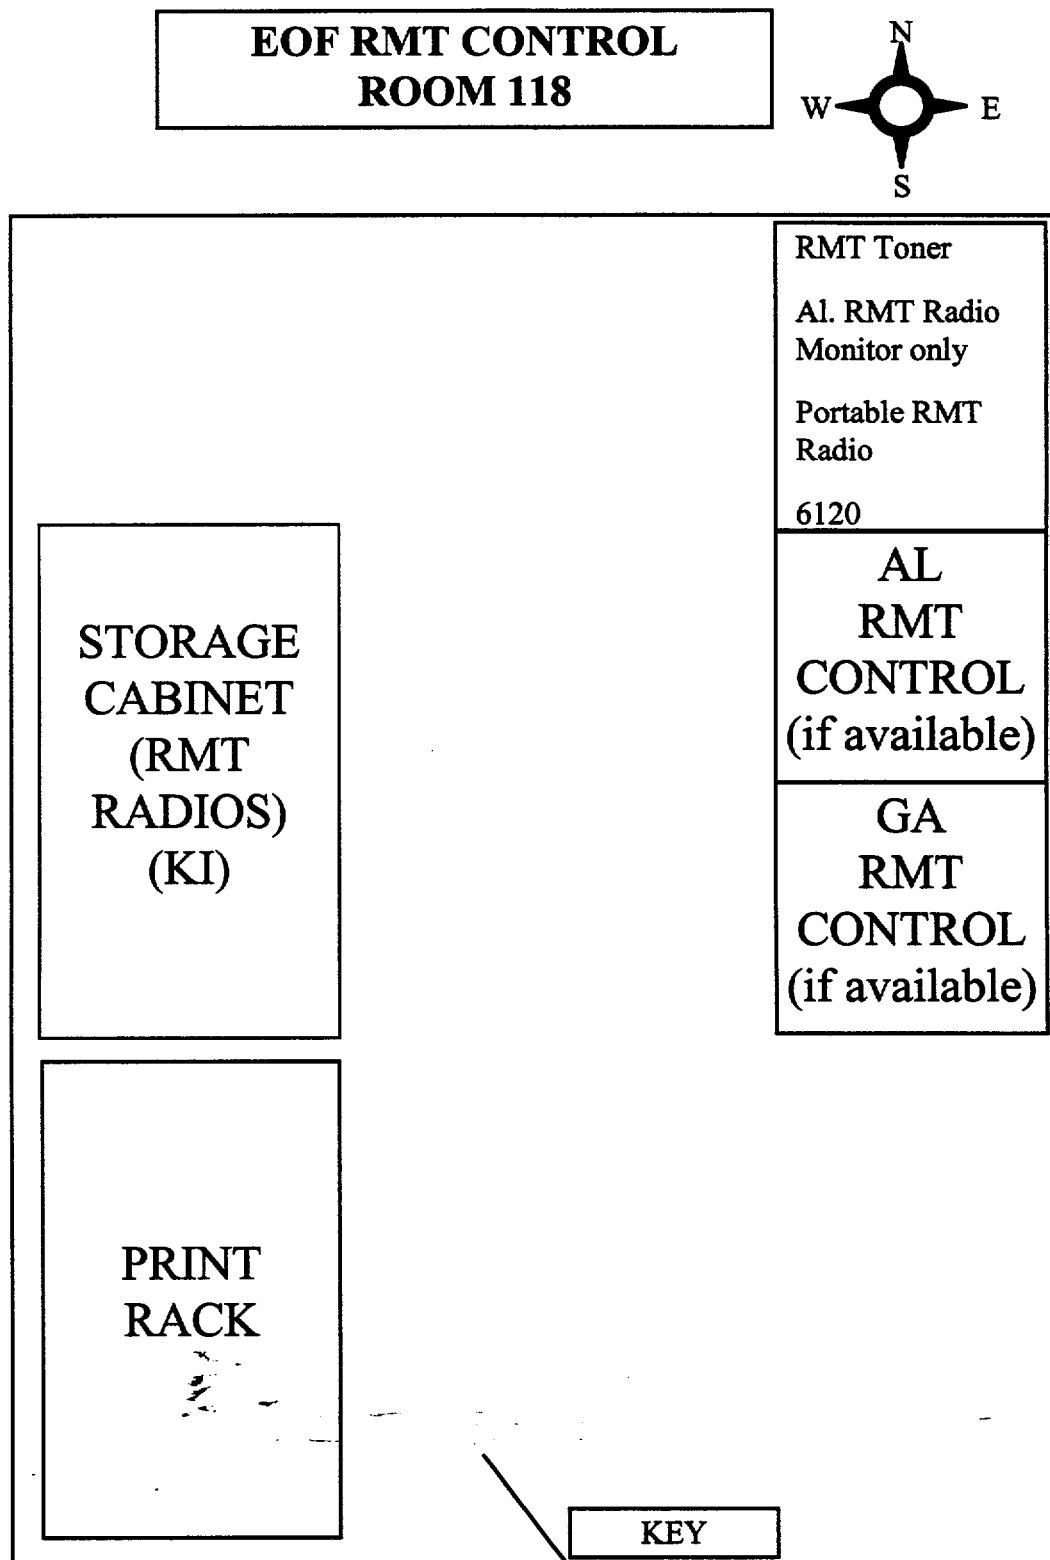 EOF RMT CONTROL
ROOM 118
N
W
E
S
RMT Toner
Al. RMT Radio
Monitor only
Portable RMT
Radio
6120
AL
RMT
CONTROL
(if available)
GA
RMT
CONTROL
(if available)
STORAGE
CABINET
(RMT
RADIOS)
(KI)
PRINT
RACK
KEY